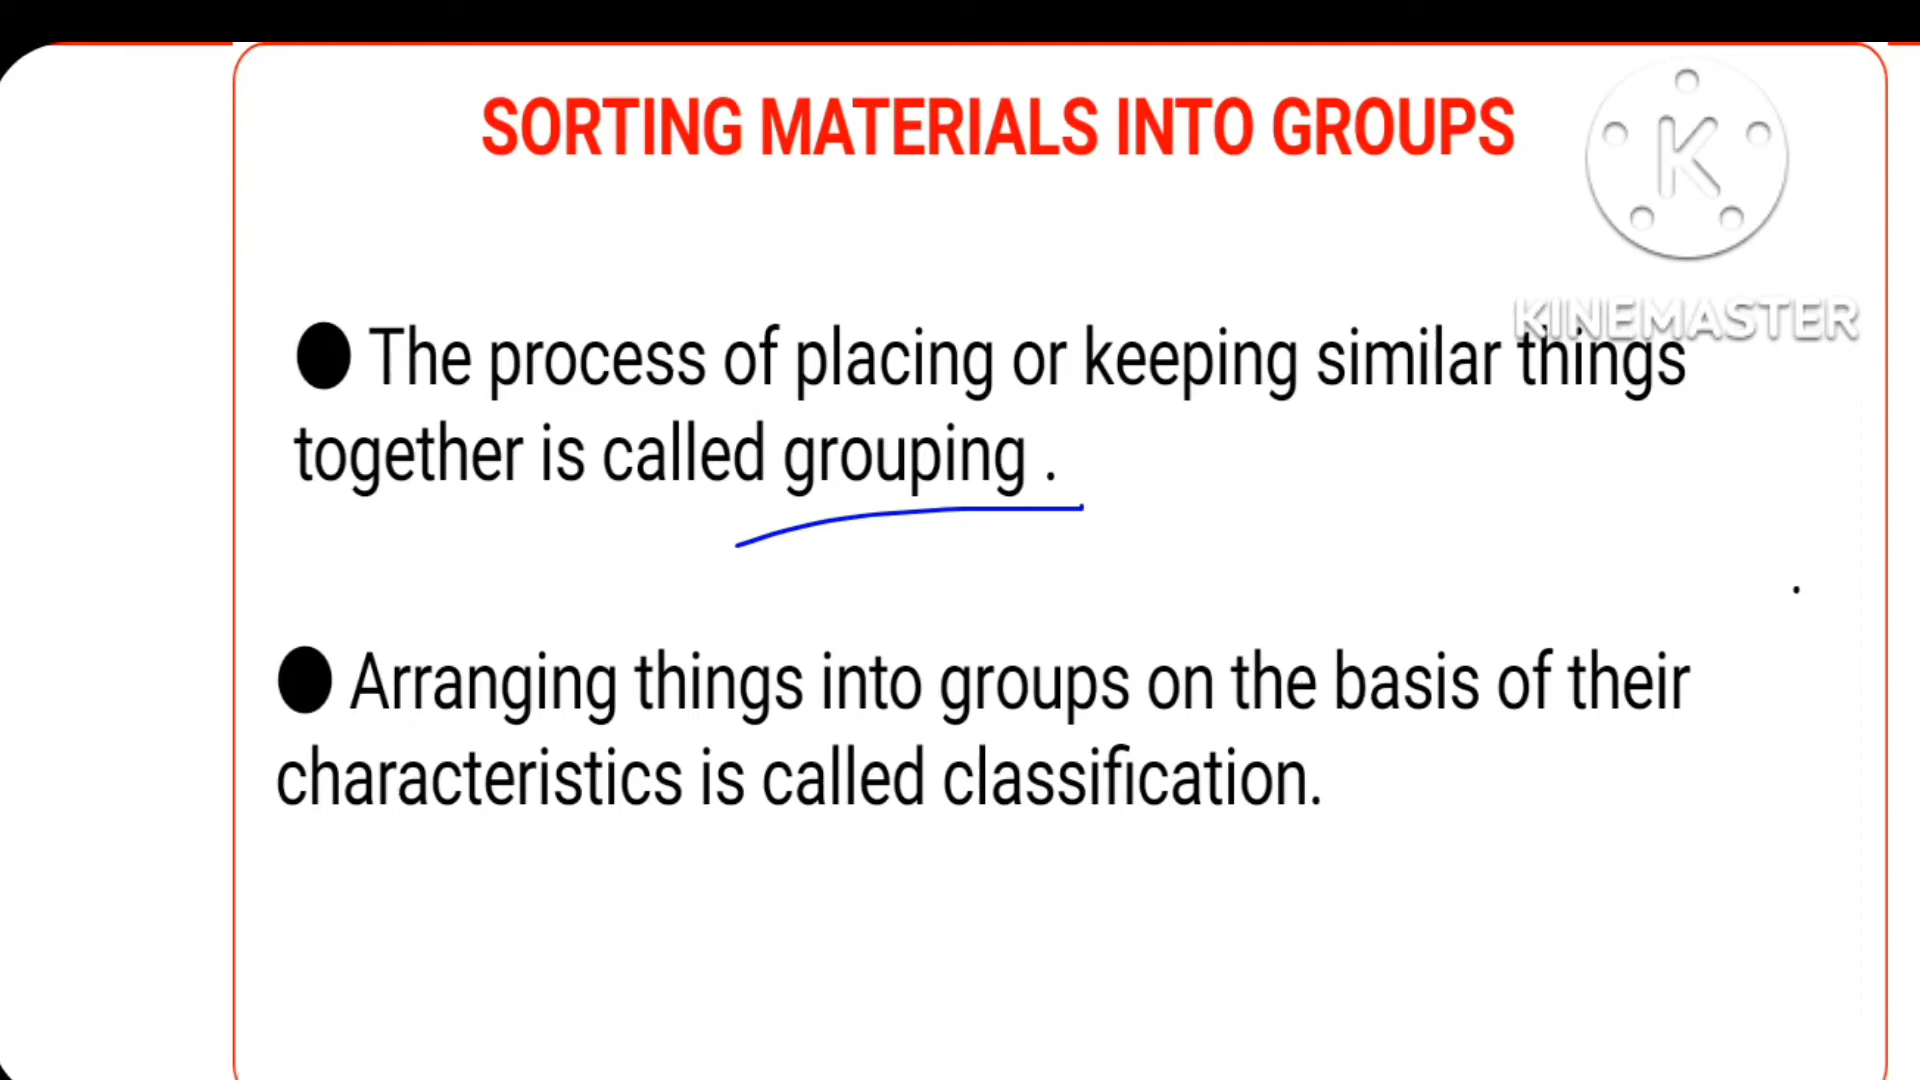 SORTING MATERIALS INTO GROUPS
K
KINEMASTER
● The process of placing or keeping similar things
together is called grouping .
● Arranging things into groups on the basis of their
characteristics is called classification.